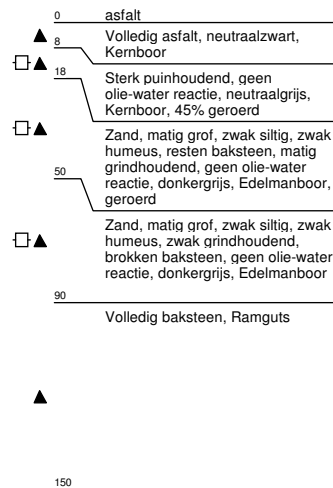 0 asfalt
Volledig asfalt, neutraalzwart,
8
Kernboor
18
Sterk puinhoudend, geen
olie-water reactie, neutraalgrijs,
Kernboor, 45% geroerd
Zand, matig grof, zwak siltig, zwak
humeus, resten baksteen, matig
grindhoudend, geen olie-water
50
reactie, donkergrijs, Edelmanboor,
geroerd
Zand, matig grof, zwak siltig, zwak
humeus, zwak grindhoudend,
brokken baksteen, geen olie-water
reactie, donkergrijs, Edelmanboor
90
Volledig baksteen, Ramguts
150